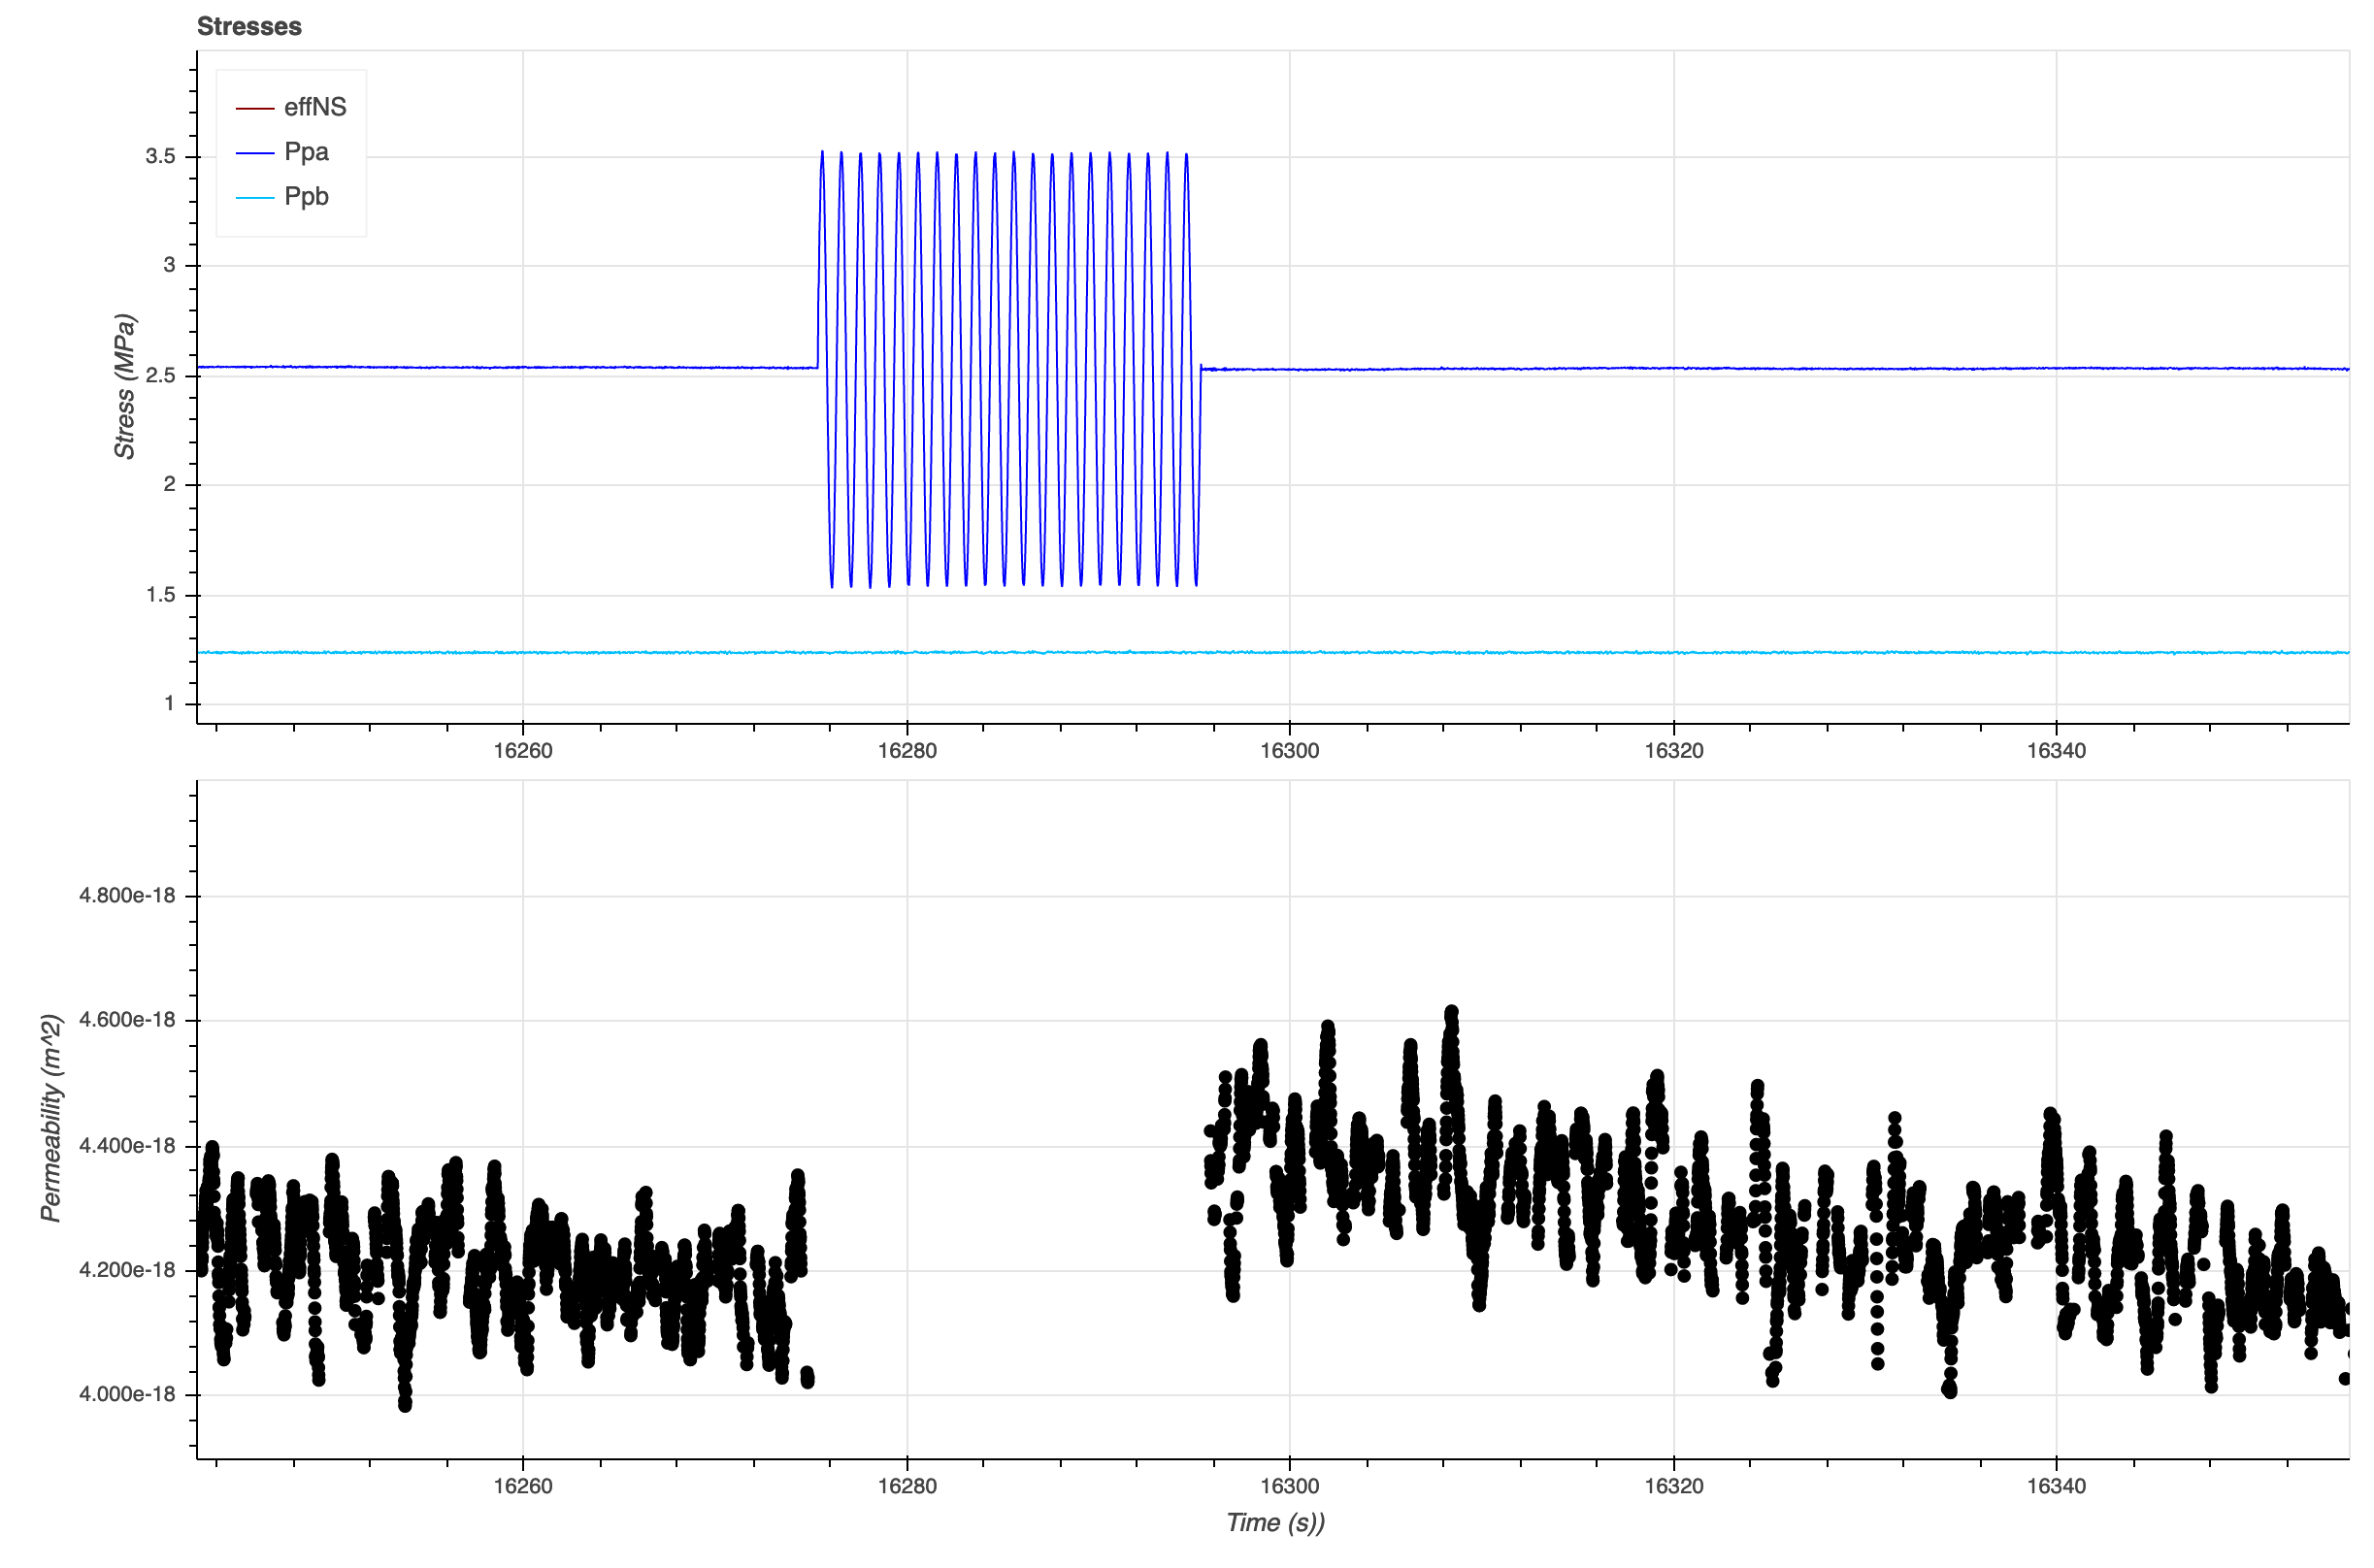 Stresses
effNS
Ppa
Ppb
3.5
3
2.5
2
1.5
1
Stress (MPa)
16260 16280 16300 16320 16340
4.800e-18
4.600e-18
4.400e-18
4.200e-18
4.000e-18
Permeability (m^2)
16260 16280 16300 16320 16340
Time (s))